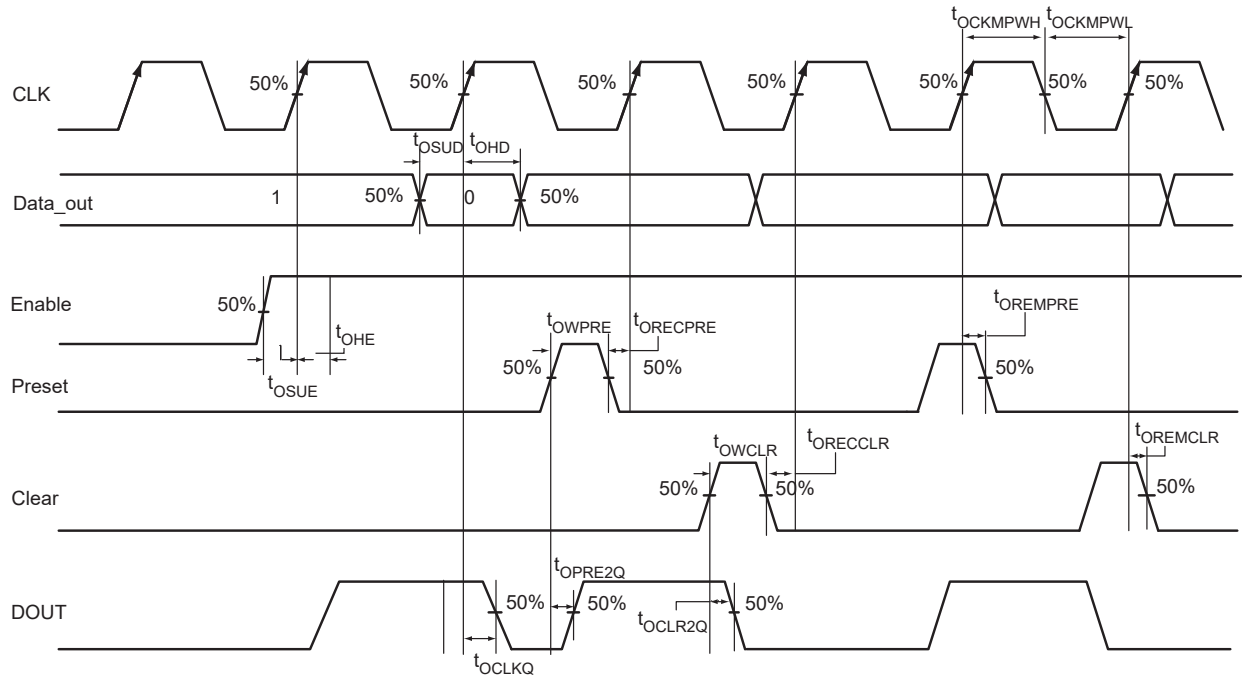 tOCKMPWH tOCKMPWL
CLK
50% 50% 50% 50% 50% 50% 50%
50%
tOSUD tOHD
Data_out
1 50% 0 50%
Enable
50%
tOHE
tOSUE
tOWPRE tORECPRE
tOREMPRE
Preset
50% 50% 50%
tOWCLR tORECCLR
tOREMCLR
Clear
50% 50% 50%
tOPRE2Q
DOUT
50% 50% 50%
tOCLR2Q
tOCLKQ